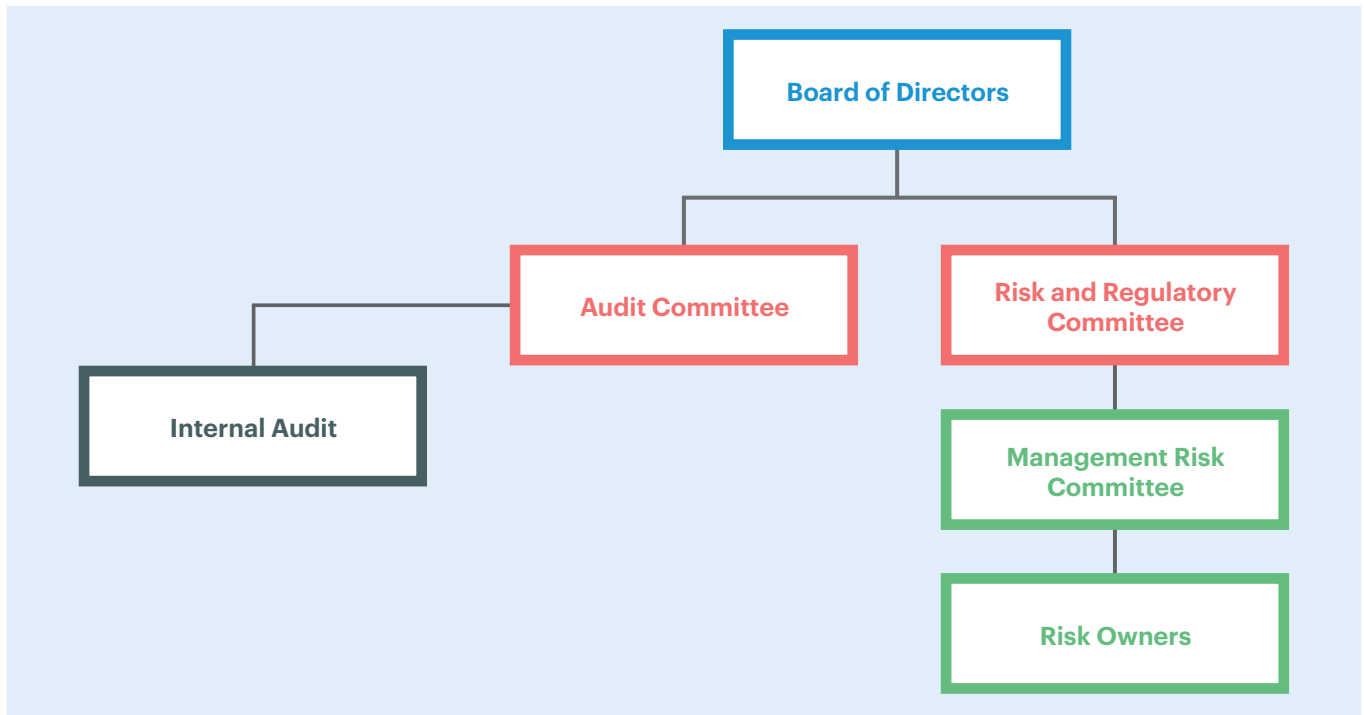 Board of Directors
Audit Committee
Risk and Regulatory
Committee
Internal Audit
Management Risk
Committee
Risk Owners